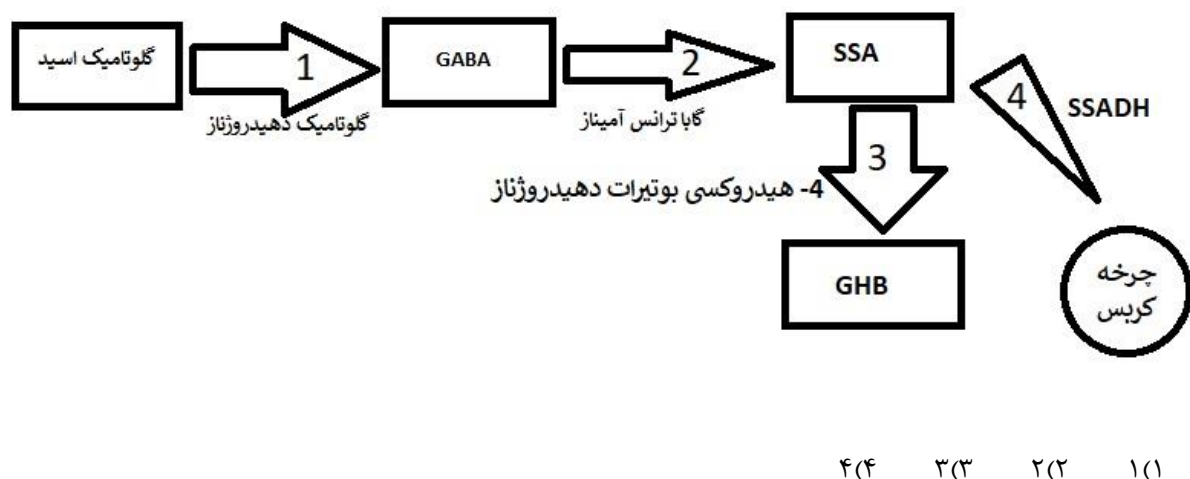 گلوتامیک اسید
1
گلوتامیک دهیدروژناز
GABA
2
گابا ترانس آمیناز
SSA
4
SSADH
3
4- هیدروکسی بوتیرات دهیدروژناز
GHB
چرخه
کربس
۱)۱ ۲)۲ ۳)۳ ۴)۴